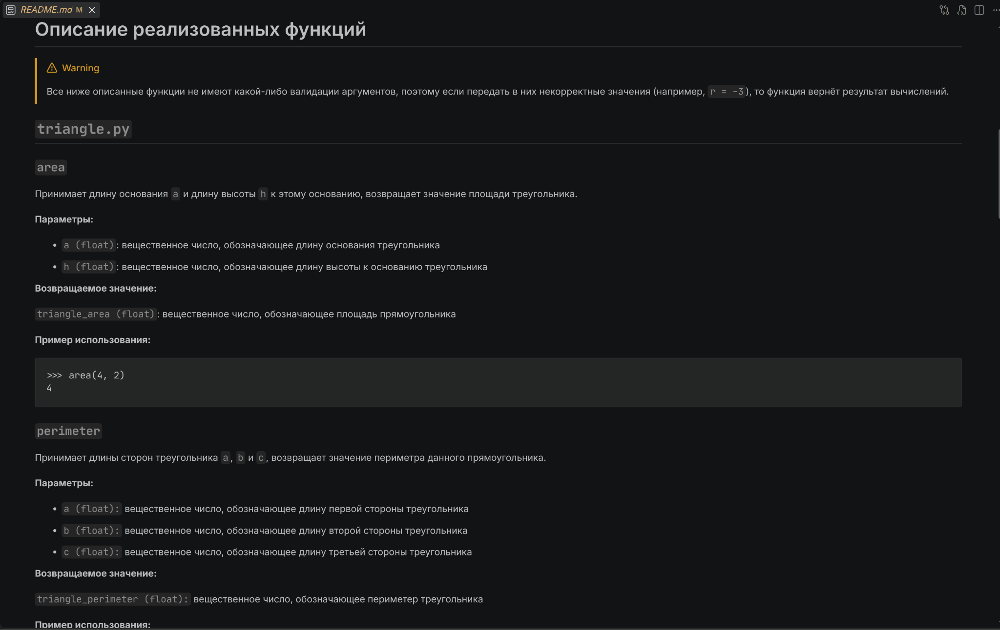 README.md M
Описание реализованных функций
Warning
Все ниже описанные функции не имеют какой-либо валидации аргументов, поэтому если передать в них некорректные значения (например, r = -3), то функция вернёт результат вычислений.
triangle.py
area
Принимает длину основания a и длину высоты h к этому основанию, возвращает значение площади треугольника.
Параметры:
• a (float): вещественное число, обозначающее длину основания треугольника
• h (float): вещественное число, обозначающее длину высоты к основанию треугольника
Возвращаемое значение:
triangle_area (float): вещественное число, обозначающее площадь прямоугольника
Пример использования:
>>> area(4, 2)
4
perimeter
Принимает длины сторон треугольника a, b и c, возвращает значение периметра данного прямоугольника.
Параметры:
• a (float): вещественное число, обозначающее длину первой стороны треугольника
• b (float): вещественное число, обозначающее длину второй стороны треугольника
• c (float): вещественное число, обозначающее длину третьей стороны треугольника
Возвращаемое значение:
triangle_perimeter (float): вещественное число, обозначающее периметер треугольника
Пример использования: